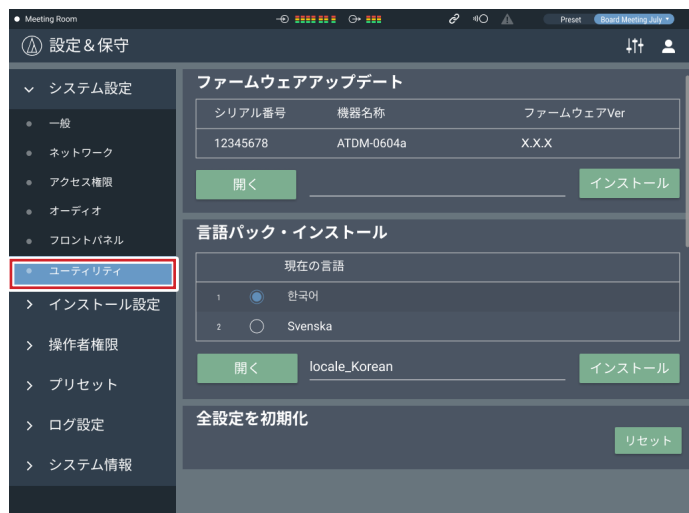 Meeting Room
Preset Board Meeting July
設定＆保守
システム設定
一般
ネットワーク
アクセス権限
オーディオ
フロントパネル
ユーティリティ
インストール設定
操作者権限
プリセット
ログ設定
システム情報
ファームウェアアップデート
シリアル番号 機器名称 ファームウェアVer
12345678 ATDM-0604a X.X.X
開く インストール
言語パック・インストール
現在の言語
1 한국어
2 Svenska
開く locale_Korean インストール
全設定を初期化
リセット